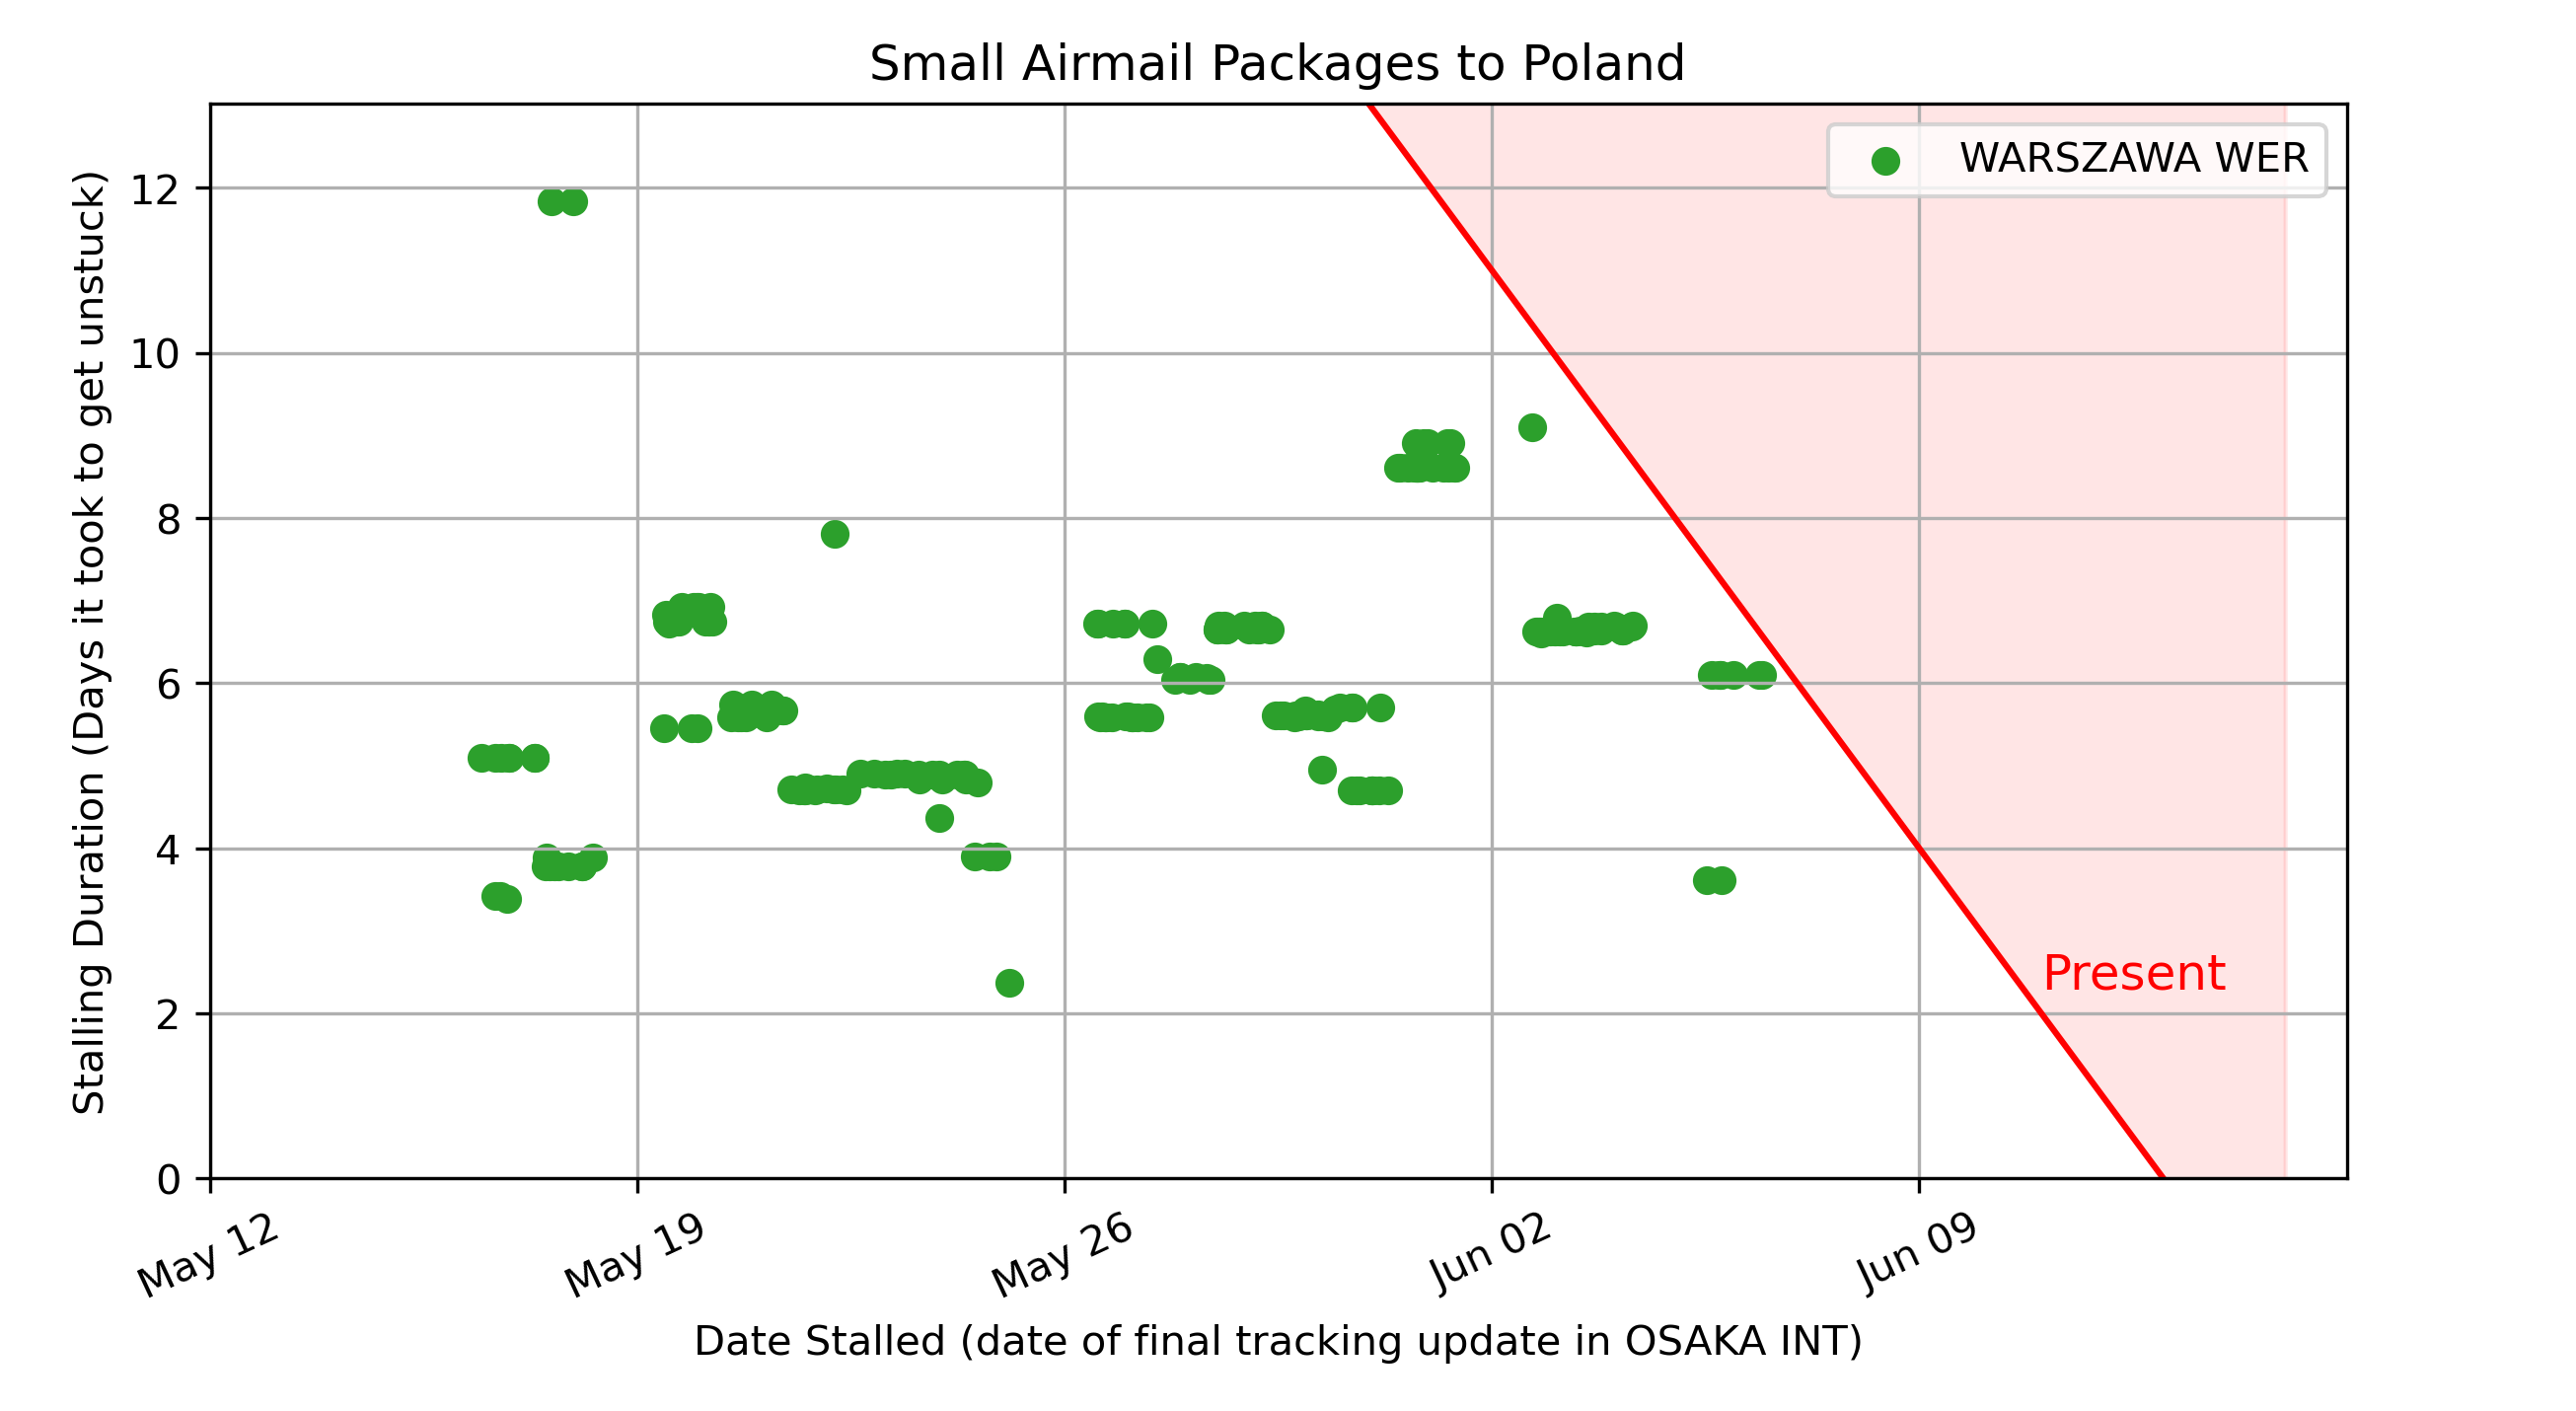 Small Airmail Packages to Poland
WARSZAWA WER
Stalling Duration (Days it took to get unstuck)
12
10
8
6
4
2
0
Present
May 12
May 19
May 26
Jun 02
Jun 09
Date Stalled (date of final tracking update in OSAKA INT)